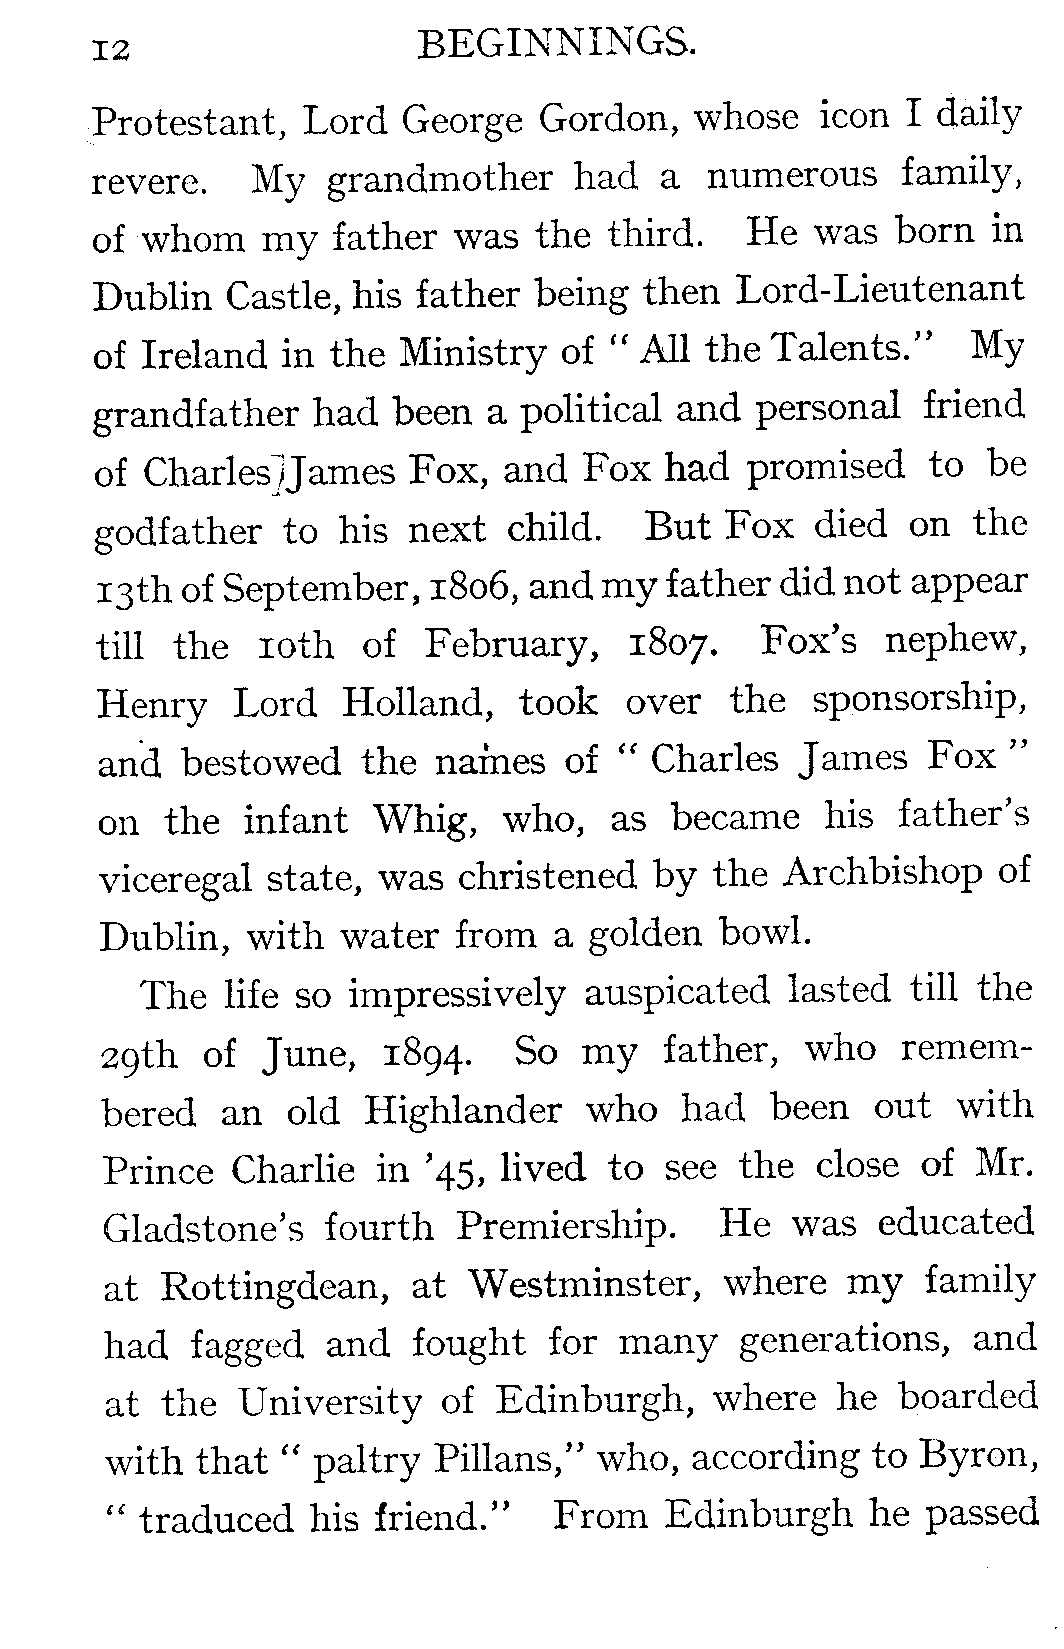 12 BEGINNINGS.
Protestant, Lord George Gordon, whose icon I daily
revere. My grandmother had a numerous family,
of whom my father was the third. He was born in
Dublin Castle, his father being then Lord-Lieutenant
of Ireland in the Ministry of “ All the Talents.” My
grandfather had been a political and personal friend
of Charles James Fox, and Fox had promised to be
godfather to his next child. But Fox died on the
13th of September, 1806, and my father did not appear
till the 10th of February, 1807. Fox’s nephew,
Henry Lord Holland, took over the sponsorship,
and bestowed the names of “ Charles James Fox ”
on the infant Whig, who, as became his father’s
viceregal state, was christened by the Archbishop of
Dublin, with water from a golden bowl.
The life so impressively auspicated lasted till the
29th of June, 1894. So my father, who remem-
bered an old Highlander who had been out with
Prince Charlie in ’45, lived to see the close of Mr.
Gladstone’s fourth Premiership. He was educated
at Rottingdean, at Westminster, where my family
had fagged and fought for many generations, and
at the University of Edinburgh, where he boarded
with that “ paltry Pillans,” who, according to Byron,
“ traduced his friend.” From Edinburgh he passed